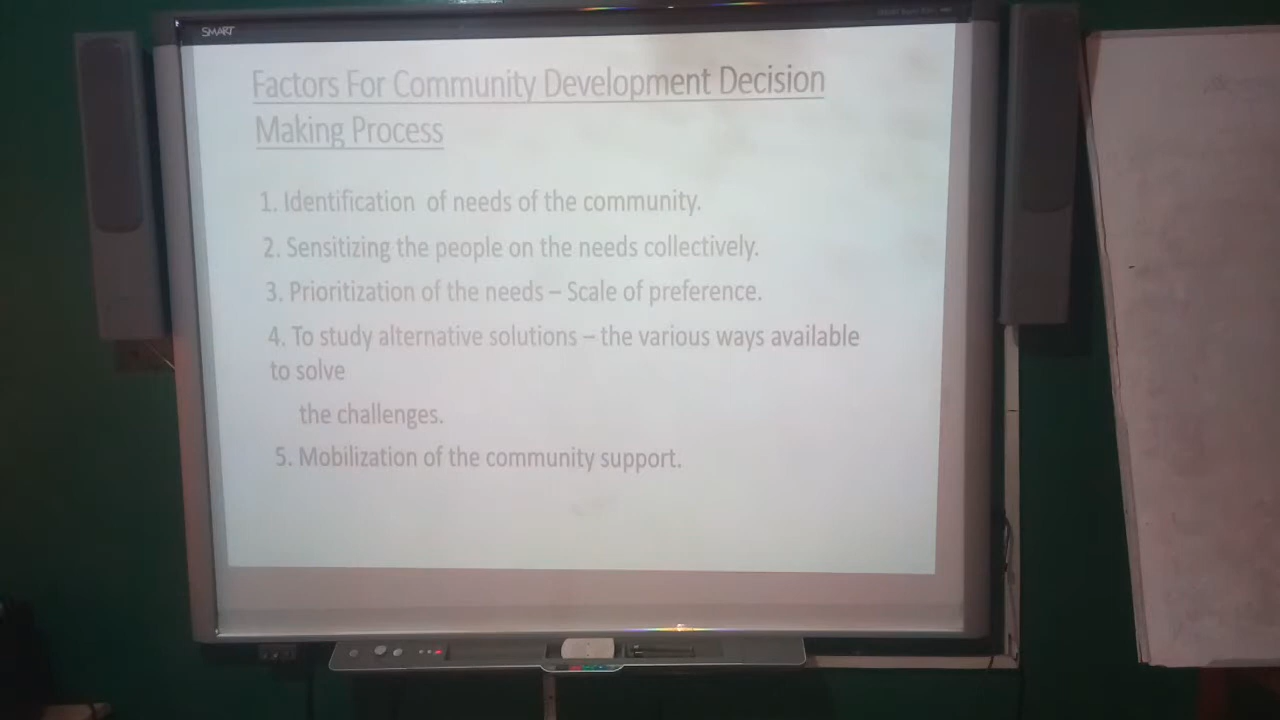 SMART
Factors For Community Development Decision
Making Process
1. Identification of needs of the community.
2. Sensitizing the people on the needs collectively.
3. Prioritization of the needs – Scale of preference.
4. To study alternative solutions – the various ways available
to solve
the challenges.
5. Mobilization of the community support.